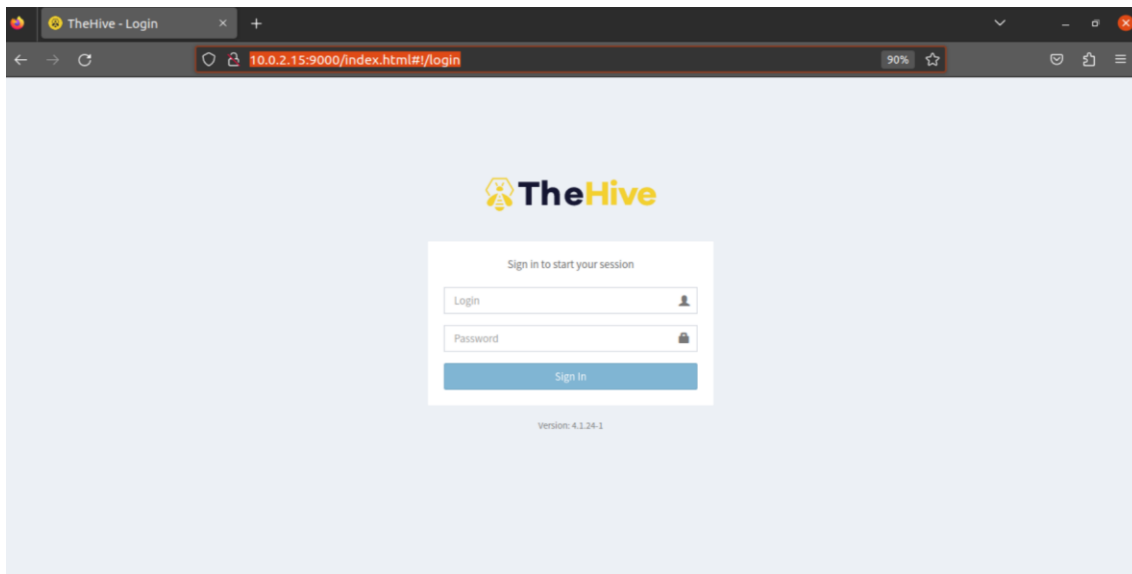 TheHive - Login
10.0.2.15:9000/index.html#!/login
90%
TheHive
Sign in to start your session
Login
Password
Sign In
Version: 4.1.24-1